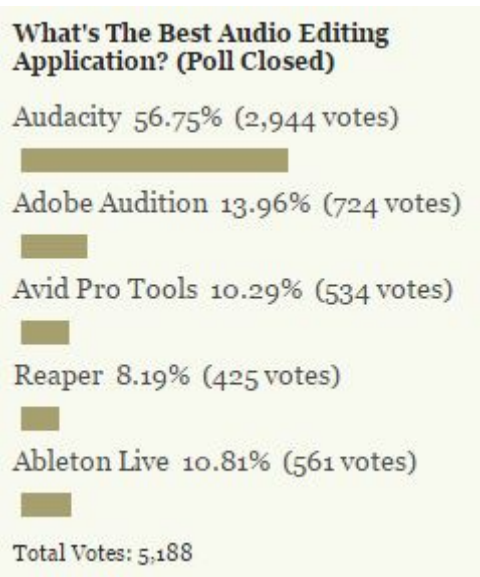 What's The Best Audio Editing
Application? (Poll Closed)
Audacity 56.75% (2,944 votes)
Adobe Audition 13.96% (724 votes)
Avid Pro Tools 10.29% (534 votes)
Reaper 8.19% (425 votes)
Ableton Live 10.81% (561 votes)
Total Votes: 5,188